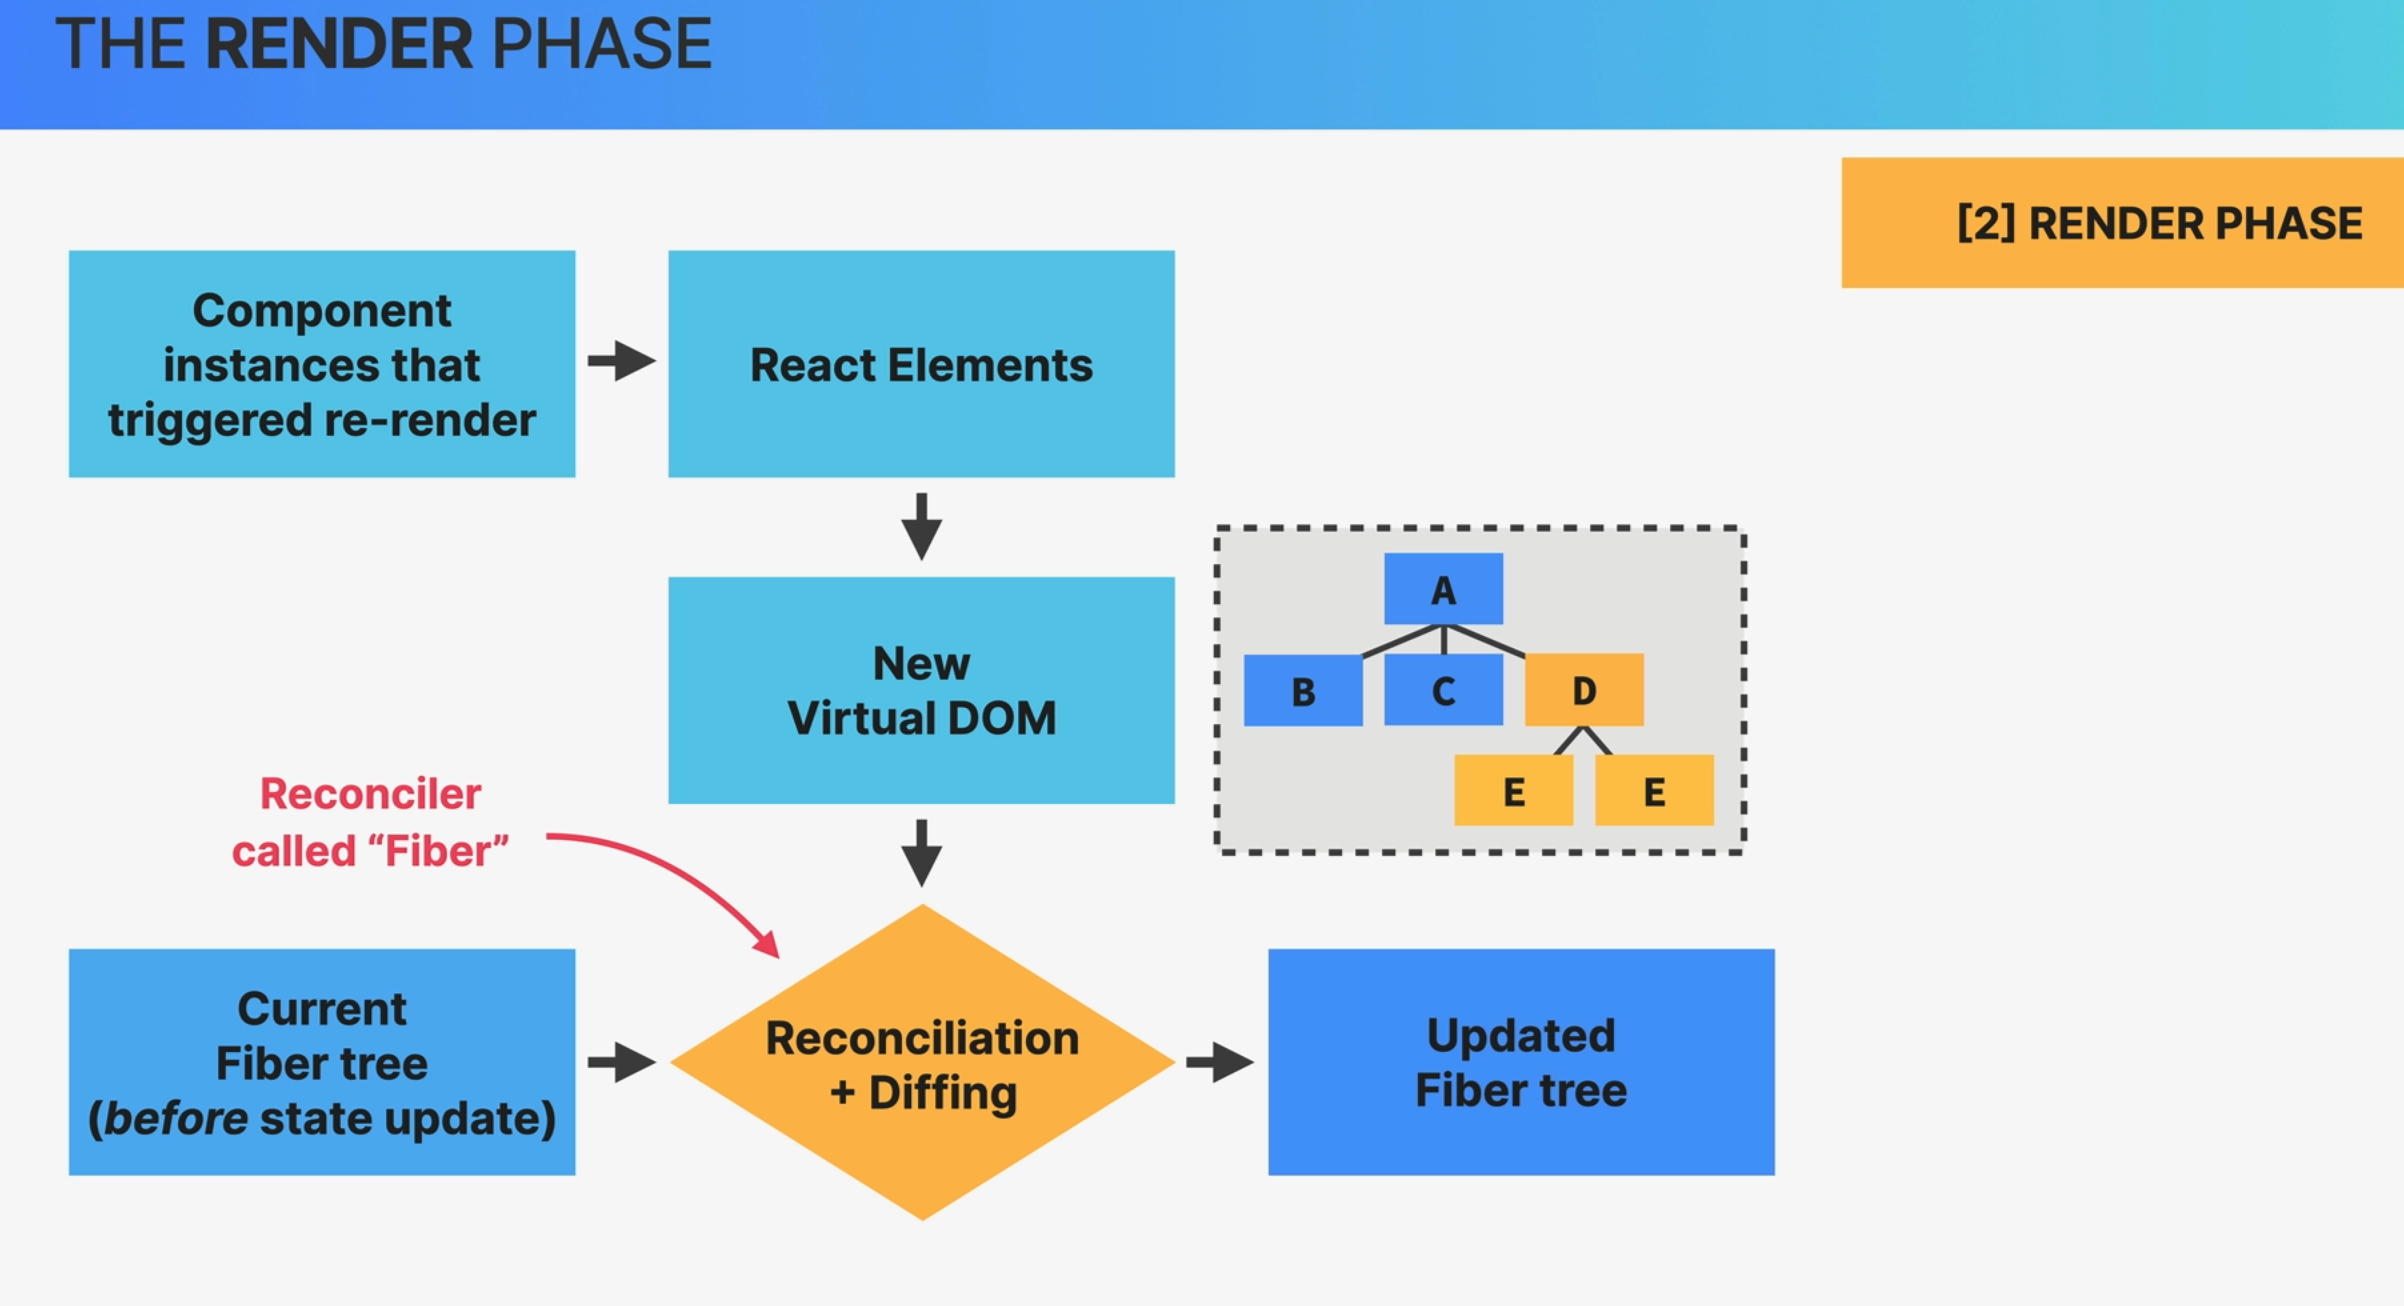 THE RENDER PHASE
[2] RENDER PHASE
Component
instances that
triggered re-render
React Elements
New
Virtual DOM
A
B
C
D
E
E
Reconciler
called “Fiber”
Current
Fiber tree
(before state update)
Reconciliation
+ Diffing
Updated
Fiber tree